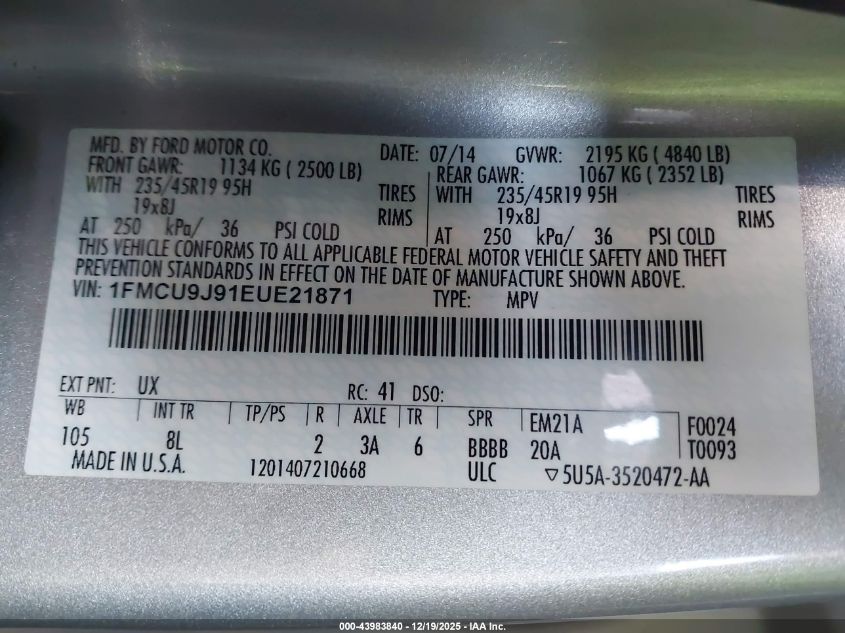 MFD. BY FORD MOTOR CO. DATE: 07/14 GVWR: 2195 KG ( 4840 LB)
FRONT GAWR: 1134 KG ( 2500 LB) REAR GAWR: 1067 KG ( 2352 LB)
WITH 235/45R19 95H TIRES WITH 235/45R19 95H TIRES
19x8J RIMS 19x8J RIMS
AT 250 kPa/ 36 PSI COLD AT 250 kPa/ 36 PSI COLD
THIS VEHICLE CONFORMS TO ALL APPLICABLE FEDERAL MOTOR VEHICLE SAFETY AND THEFT
PREVENTION STANDARDS IN EFFECT ON THE DATE OF MANUFACTURE SHOWN ABOVE.
VIN: 1FMCU9J91EUE21871 TYPE: MPV
EXT PNT: UX RC: 41 DSO:
WB INT TR TP/PS R AXLE TR SPR EM21A F0024
105 8L 2 3A 6 BBBB 20A T0093
MADE IN U.S.A. 1201407210668 ULC ▽5U5A-3520472-AA
000-43983840 - 12/19/2025 - IAA Inc.